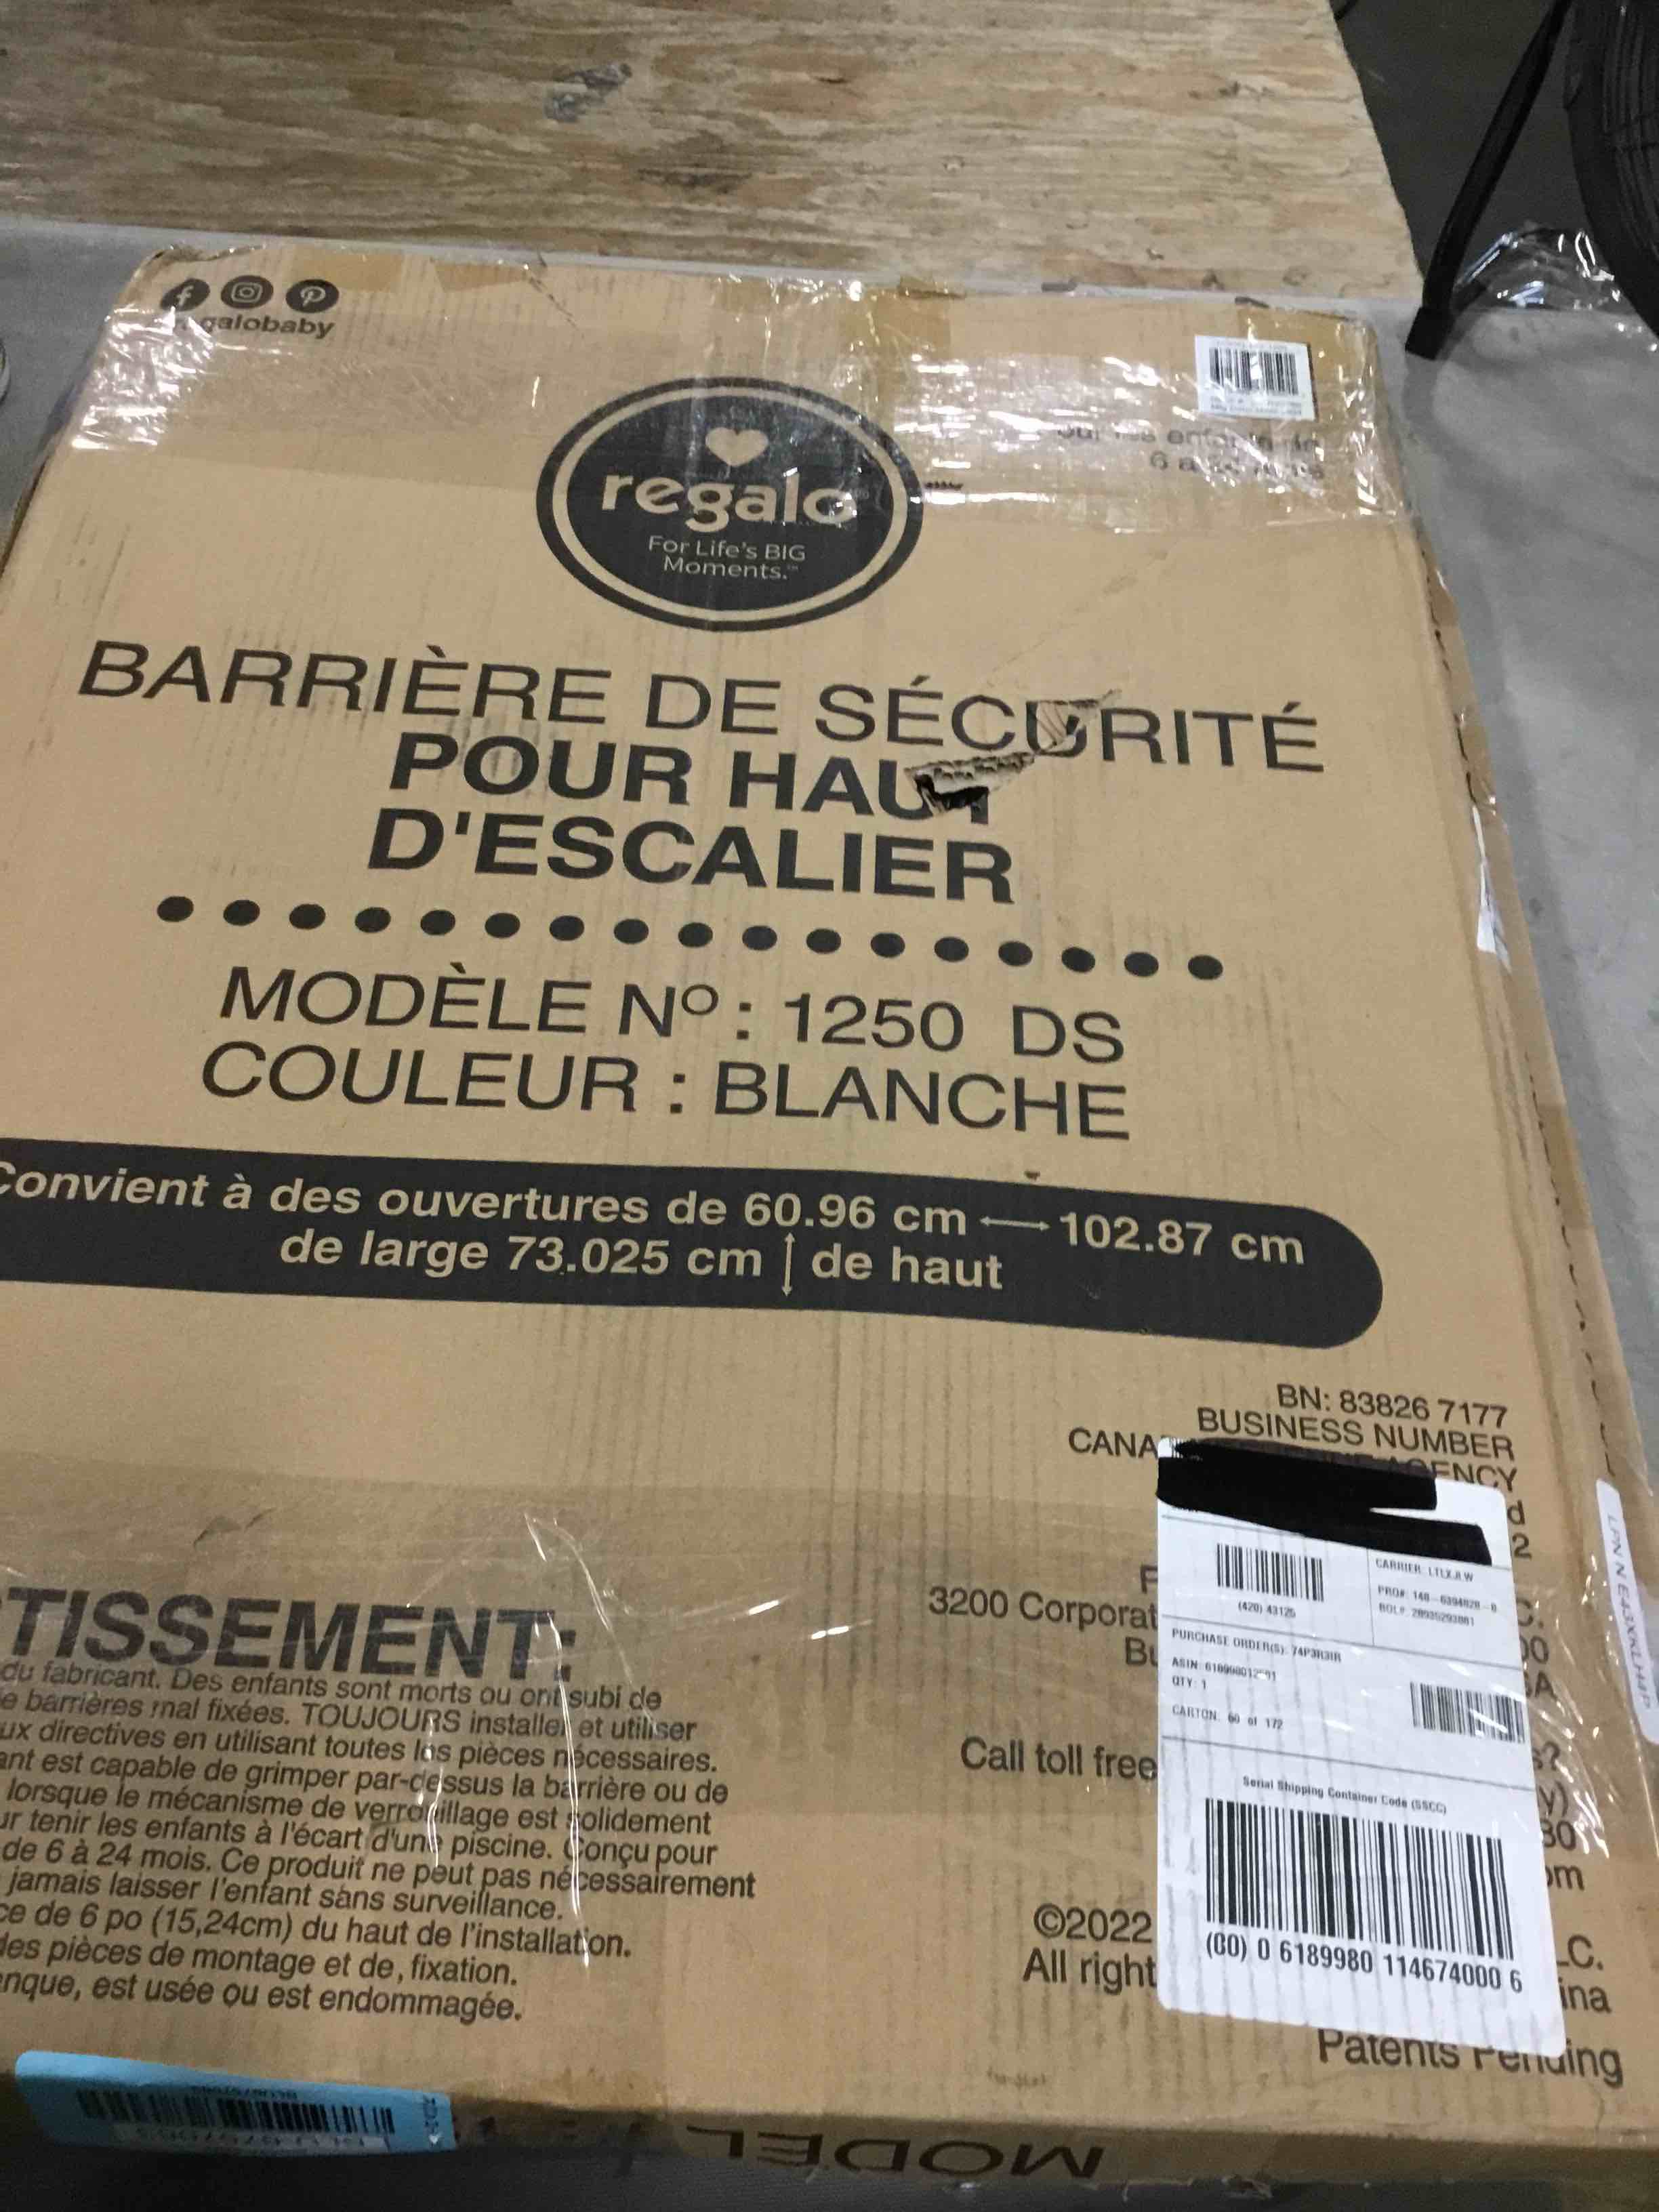 galobaby
regalo
For Life's BIG
Moments.™
BARRIÈRE DE SÉCURITÉ
POUR HAUT
D'ESCALIER
MODÈLE Nº : 1250 DS
COULEUR : BLANCHE
Convient à des ouvertures de 60.96 cm ⟷ 102.87 cm
de large 73.025 cm ↕ de haut
BN: 83826 7177
BUSINESS NUMBER
CANA
AGENCY
d
2
3200 Corporat
Call toll free
©2022
All right
Patents Pending
CARRIER: LTLXJLW
(420) 43125
PURCHASE ORDER(S): 74P3R3IR
QTY: 1
CARTON: 60 of 172
Serial Shipping Container Code (SSCC)
(00) 0 6189980 114674000 6
TISSEMENT:
du fabricant. Des enfants sont morts ou ont subi de
e barrières mal fixées. TOUJOURS installer et utiliser
ux directives en utilisant toutes les pièces nécessaires.
ant est capable de grimper par-dessus la barrière ou de
lorsque le mécanisme de verrouillage est solidement
ur tenir les enfants à l'écart d'une piscine. Conçu pour
de 6 à 24 mois. Ce produit ne peut pas nécessairement
jamais laisser l'enfant sans surveillance.
ce de 6 po (15,24cm) du haut de l'installation.
des pièces de montage et de, fixation.
nque, est usée ou est endommagée.
MODEL